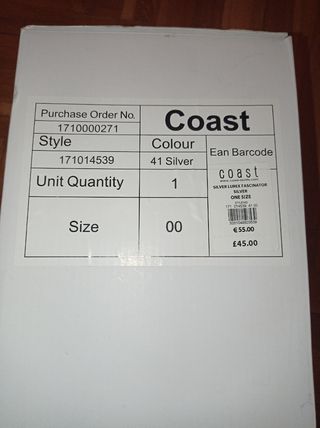 Purchase Order No.
1710000271
Coast
Style
Colour
Ean Barcode
171014539
41 Silver
Unit Quantity
1
Size
00
coast
SILVER LUREX FASCINATOR
SILVER
ONE SIZE
€55.00
£45.00